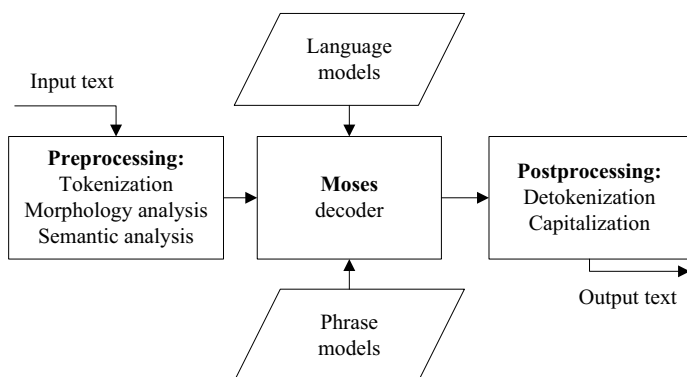 Language
models
Input text
Preprocessing:
Tokenization
Morphology analysis
Semantic analysis
Moses
decoder
Postprocessing:
Detokenization
Capitalization
Output text
Phrase
models